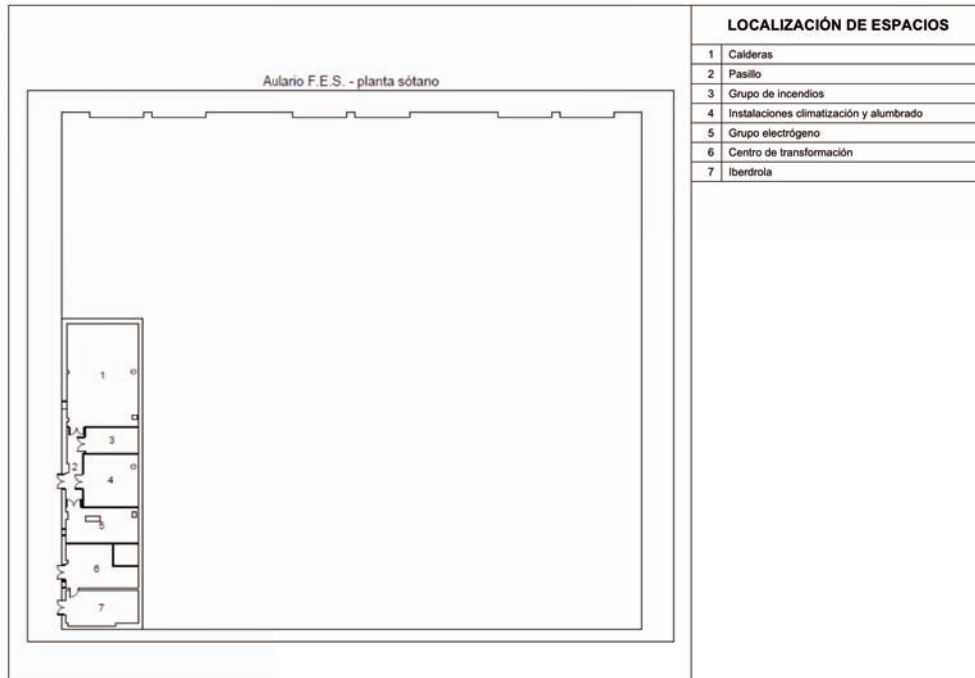 Aulario F.E.S. - planta sótano
1
3
2
4
5
6
7
LOCALIZACIÓN DE ESPACIOS
1 Calderas
2 Pasillo
3 Grupo de incendios
4 Instalaciones climatización y alumbrado
5 Grupo electrógeno
6 Centro de transformación
7 Iberdrola